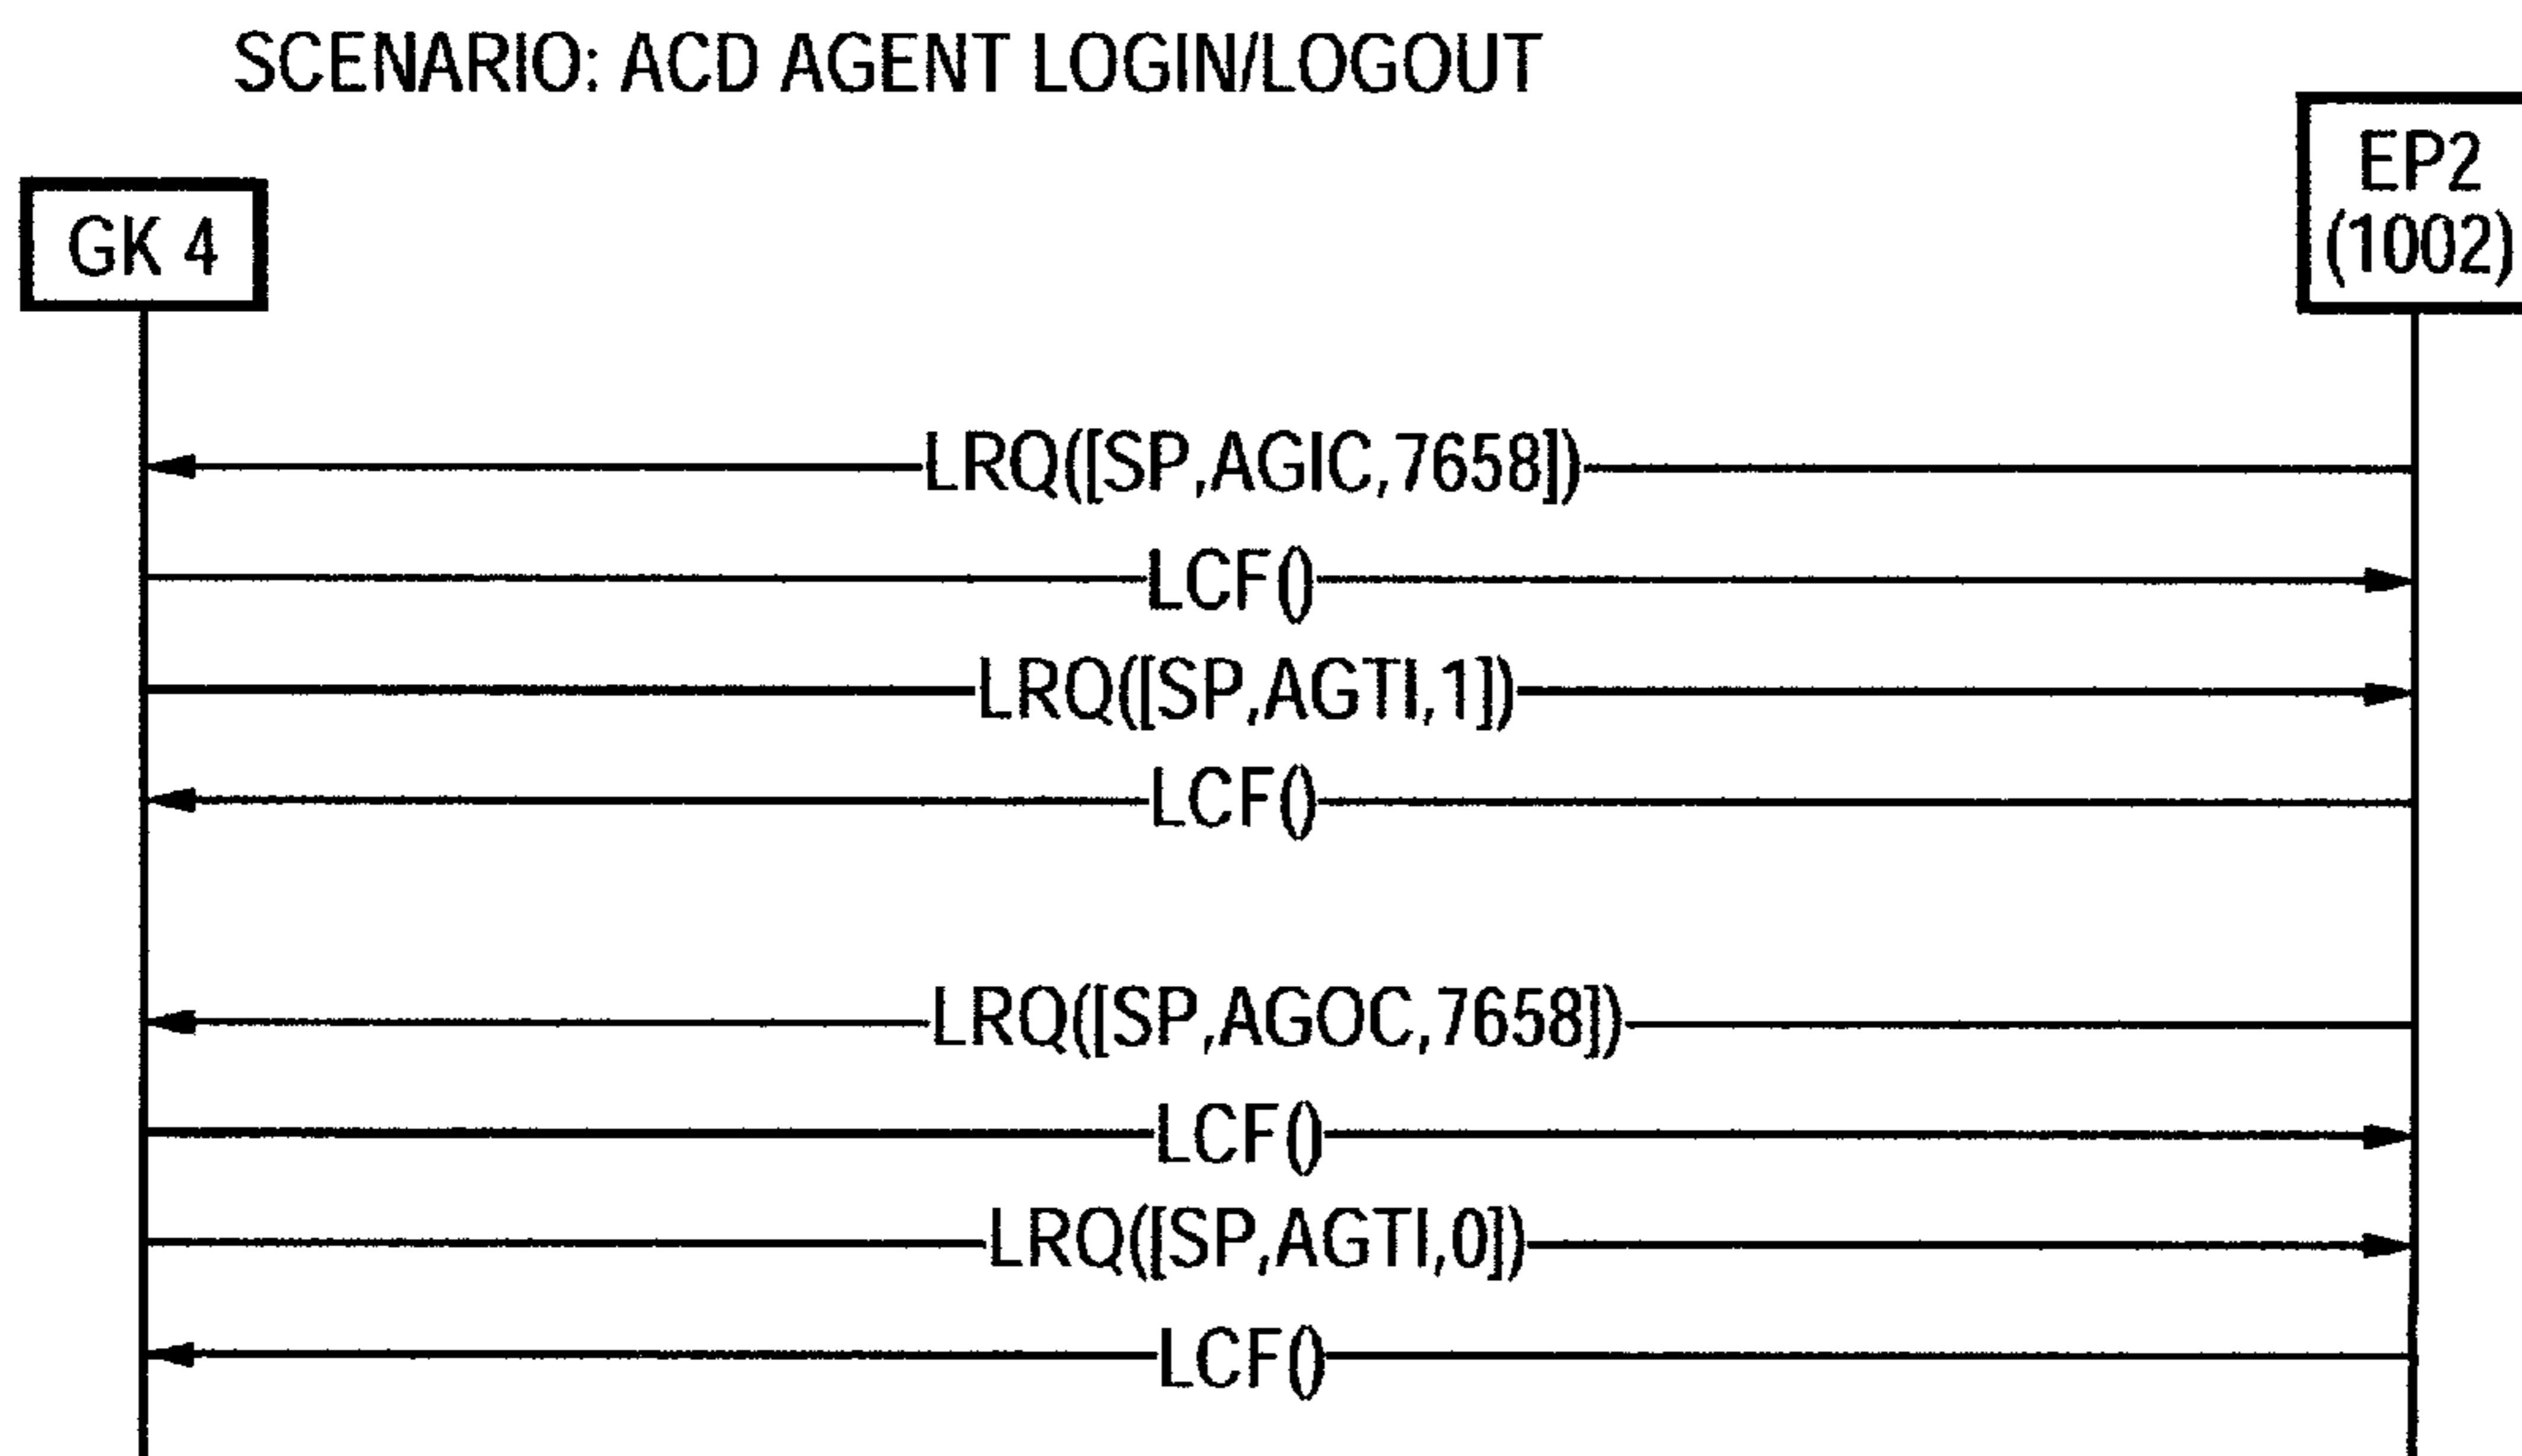 SCENARIO: ACD AGENT LOGIN/LOGOUT
GK 4
EP2
(1002)
LRQ([SP,AGIC,7658])
LCF()
LRQ([SP,AGTI,1])
LCF()
LRQ([SP,AGOC,7658])
LCF()
LRQ([SP,AGTI,0])
LCF()